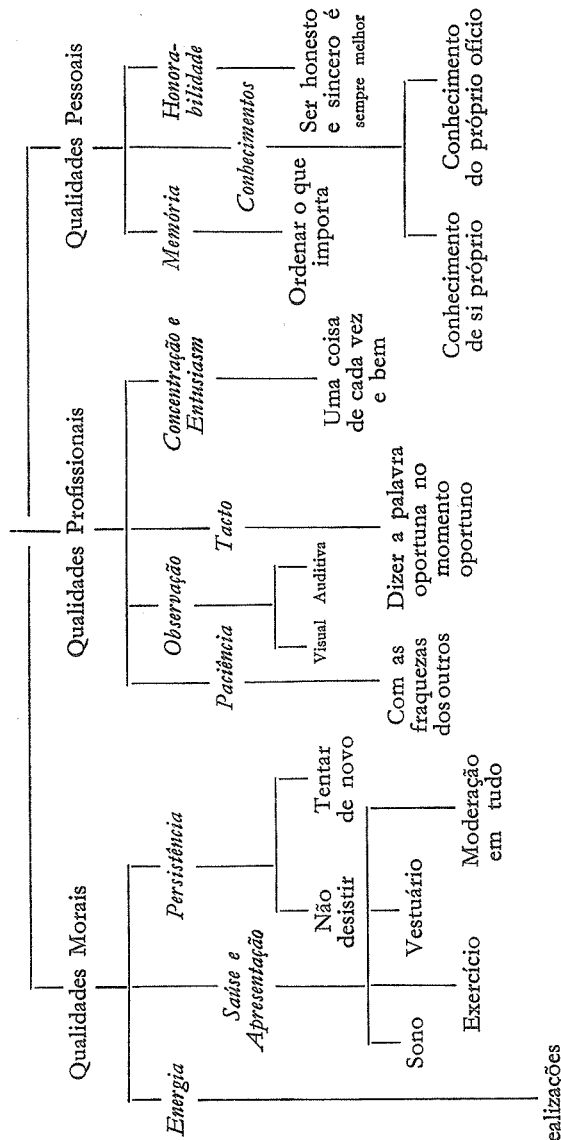 Qualidades Morais
Energia
ealizações
Saúse e
Apresentação
Sono
Exercício
Vestuário
Moderação
em tudo
Persistência
Não
desistir
Tentar
de novo
Qualidades Profissionais
Paciência
Com as
fraquezas
dos outros
Observação
Visual
Auditiva
Tacto
Dizer a palavra
oportuna no
momento
oportuno
Concentração e
Entusiasm
Uma coisa
de cada vez
e bem
Qualidades Pessoais
Memória
Ordenar o que
importa
Conhecimentos
Conhecimento
de si próprio
Conhecimento
do próprio ofício
Honora-
bilidade
Ser honesto
e sincero é
sempre melhor